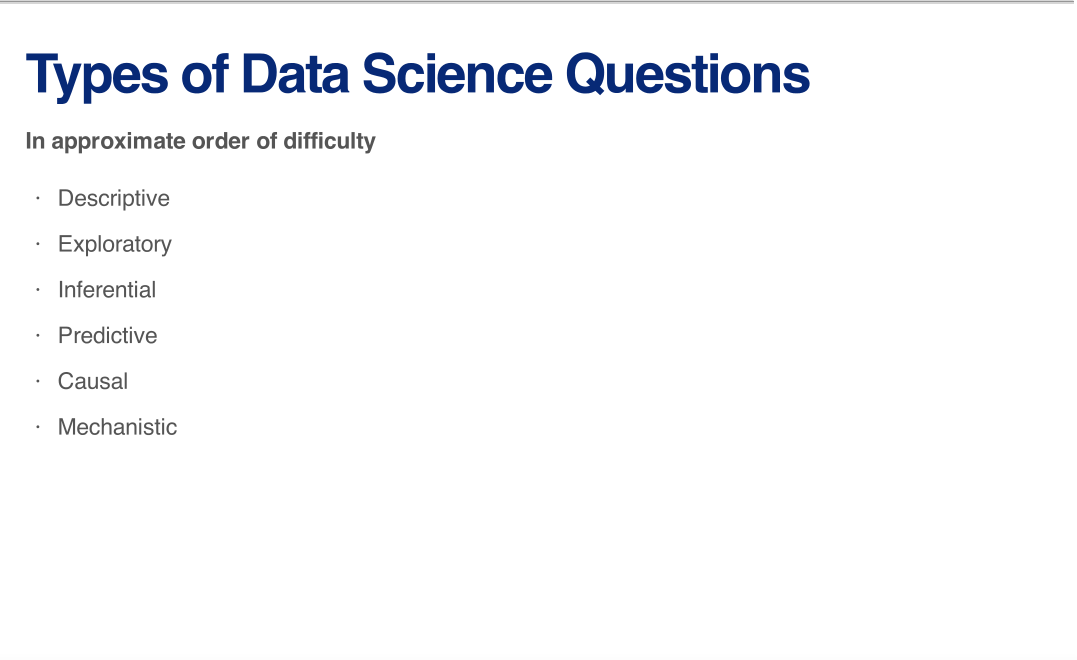 Types of Data Science Questions
In approximate order of difficulty
· Descriptive
· Exploratory
· Inferential
· Predictive
· Causal
· Mechanistic